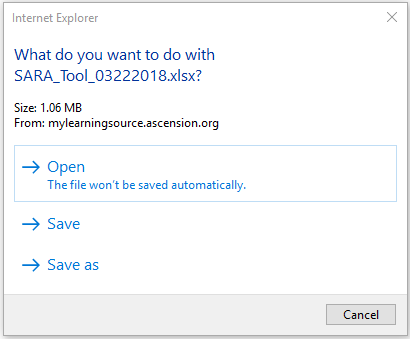 Internet Explorer
What do you want to do with
SARA_Tool_03222018.xlsx?
Size: 1.06 MB
From: mylearningsource.ascension.org
Open
The file won't be saved automatically.
Save
Save as
Cancel